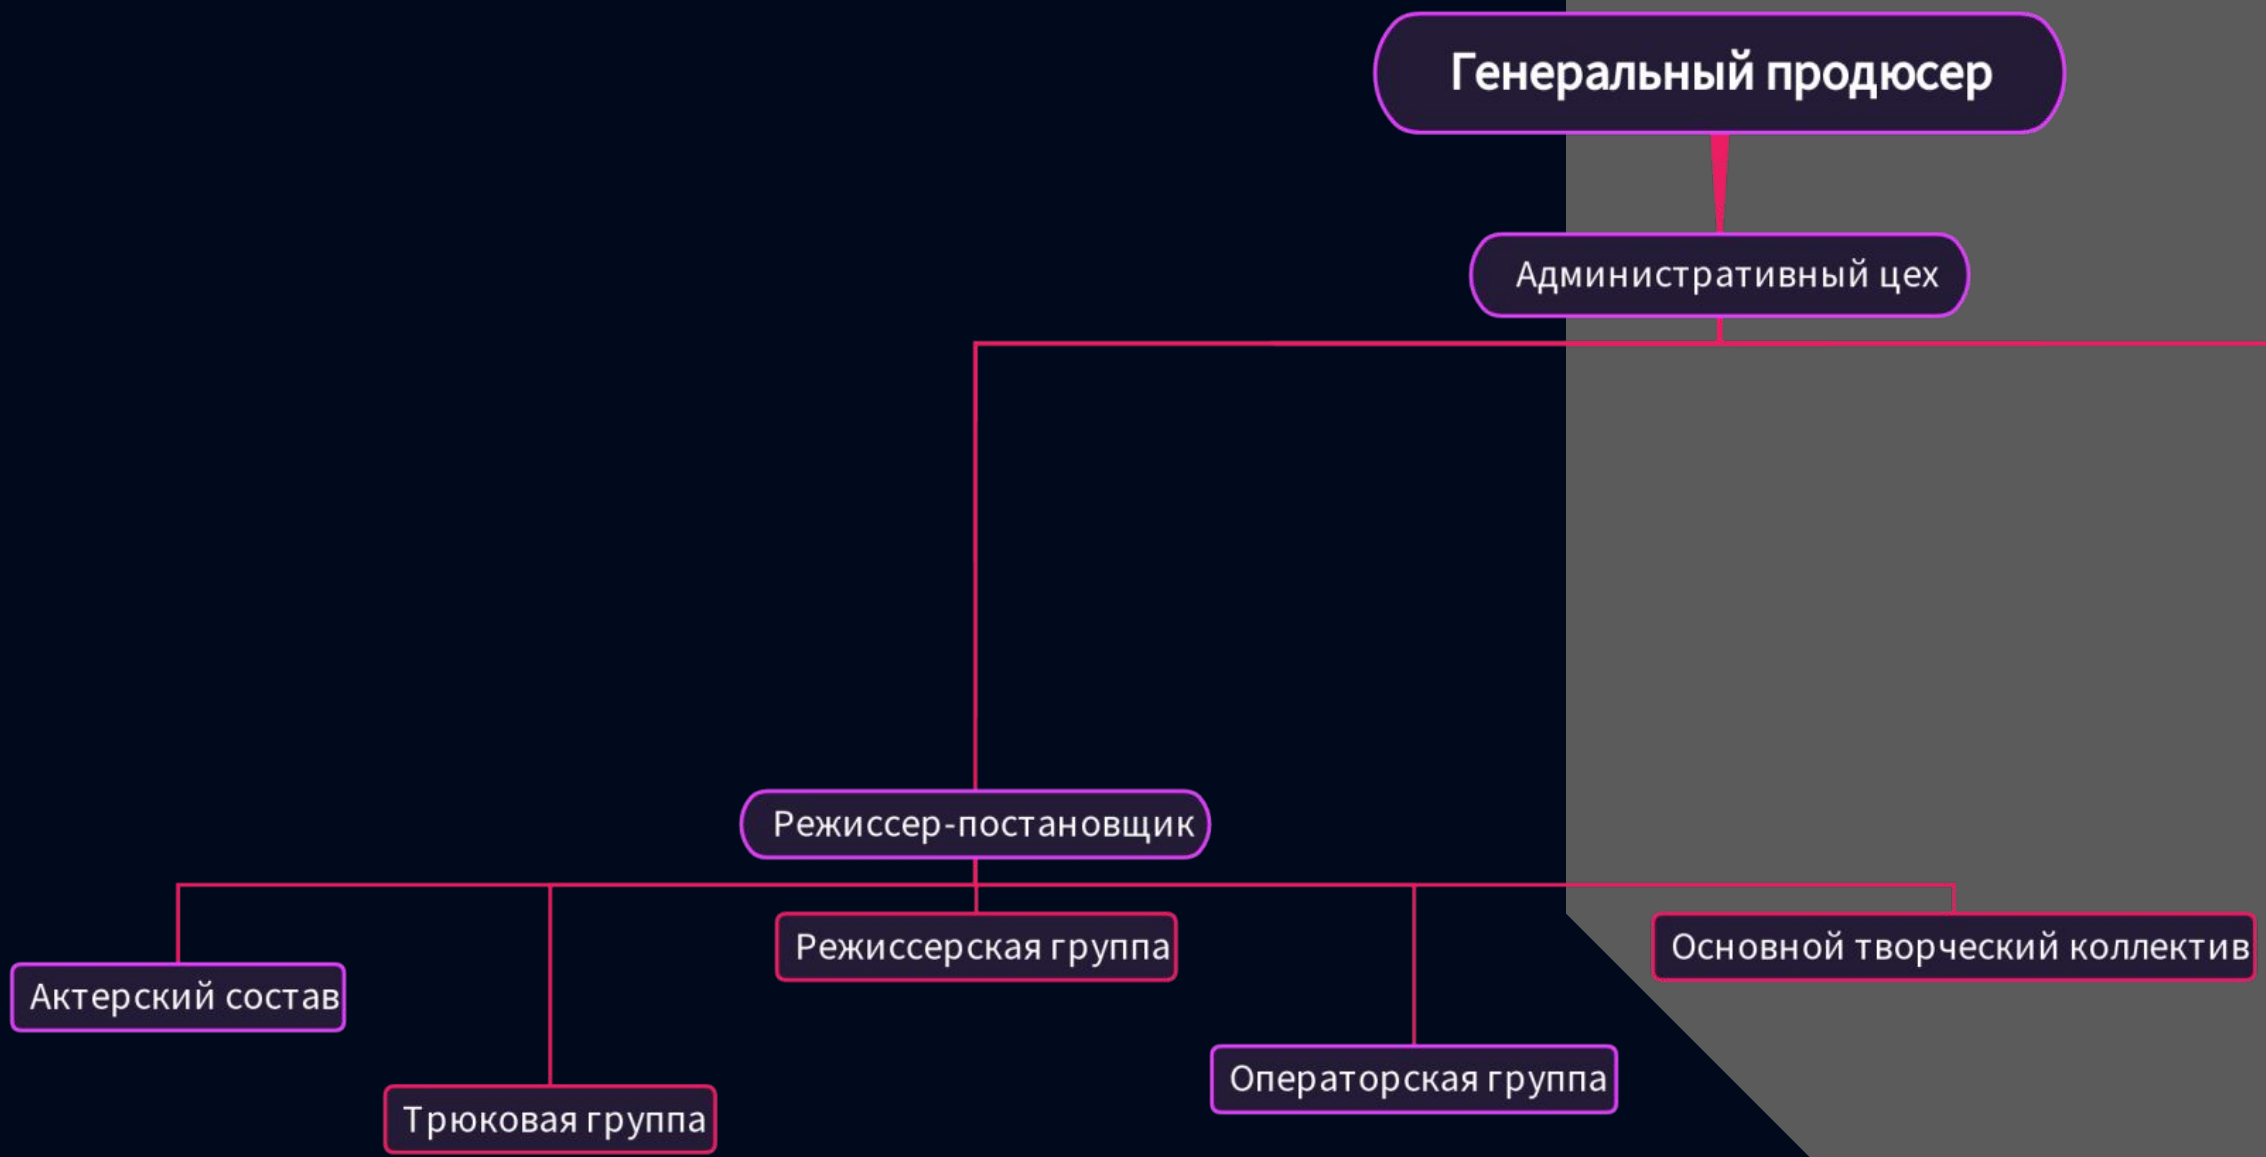 Генеральный продюсер
Административный цех
Режиссер-постановщик
Режиссерская группа
Основной творческий коллектив
Актерский состав
Операторская группа
Трюковая группа